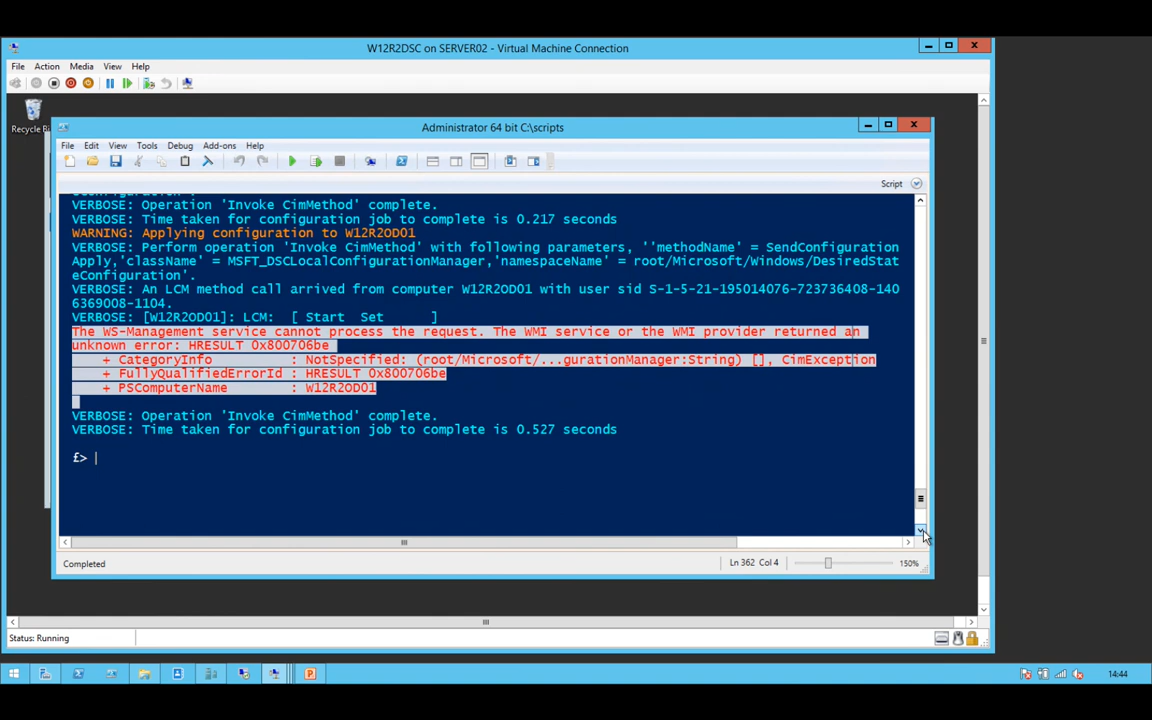 W12R2DSC on SERVER02 - Virtual Machine Connection
File Action Media View Help
Recycle Bi
Administrator 64 bit C:\scripts
File Edit View Tools Debug Add-ons Help
Script
VERBOSE: Operation 'Invoke CimMethod' complete.
VERBOSE: Time taken for configuration job to complete is 0.217 seconds
WARNING: Applying configuration to W12R2OD01
VERBOSE: Perform operation 'Invoke CimMethod' with following parameters, ''methodName' = SendConfiguration
Apply,'className' = MSFT_DSCLocalConfigurationManager,'namespaceName' = root/Microsoft/Windows/DesiredStat
eConfiguration'.
VERBOSE: An LCM method call arrived from computer W12R2OD01 with user sid S-1-5-21-195014076-723736408-140
6369008-1104.
VERBOSE: [W12R2OD01]: LCM: [ Start Set ]
The WS-Management service cannot process the request. The WMI service or the WMI provider returned an
unknown error: HRESULT 0x800706be
+ CategoryInfo : NotSpecified: (root/Microsoft/...gurationManager:String) [], CimException
+ FullyQualifiedErrorId : HRESULT 0x800706be
+ PSComputerName : W12R2OD01
VERBOSE: Operation 'Invoke CimMethod' complete.
VERBOSE: Time taken for configuration job to complete is 0.527 seconds
£>
Completed
Ln 362 Col 4
150%
Status: Running
14:44